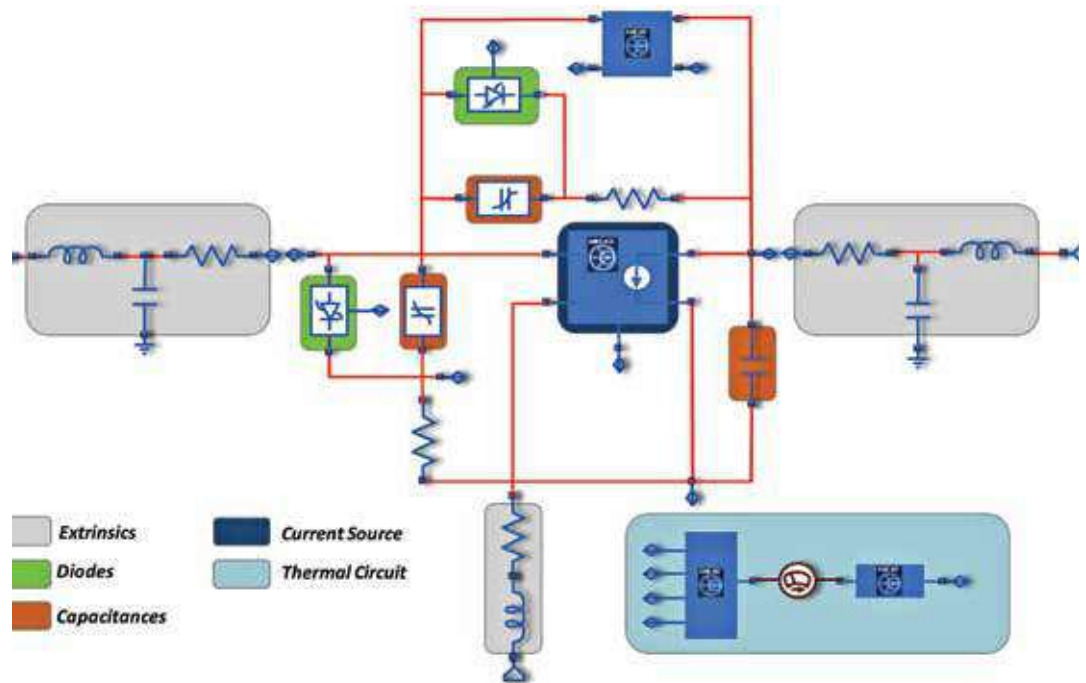 Extrinsics
Current Source
Diodes
Thermal Circuit
Capacitances